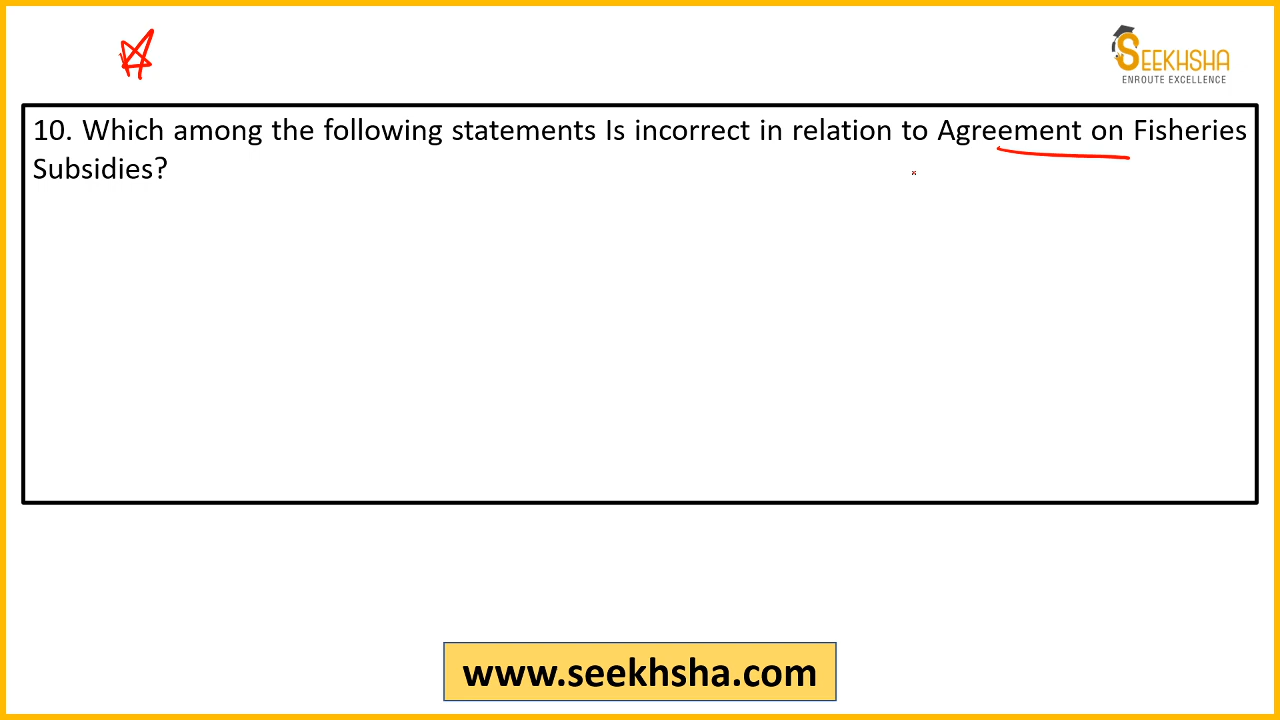 SEEKHSHA
ENROUTE EXCELLENCE
10. Which among the following statements Is incorrect in relation to Agreement on Fisheries
Subsidies?
www.seekhsha.com